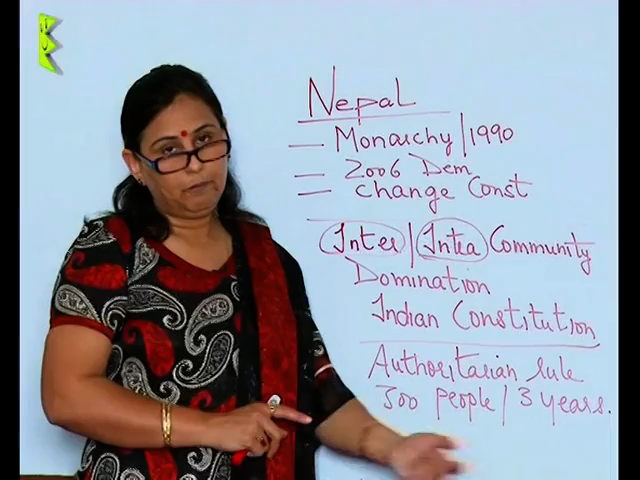 Nepal
— Monarchy / 1990
— 2006 Dem
— change Const
Inter / Intra Community
Domination
Indian Constitution
Authoritarian rule
300 people / 3 years.